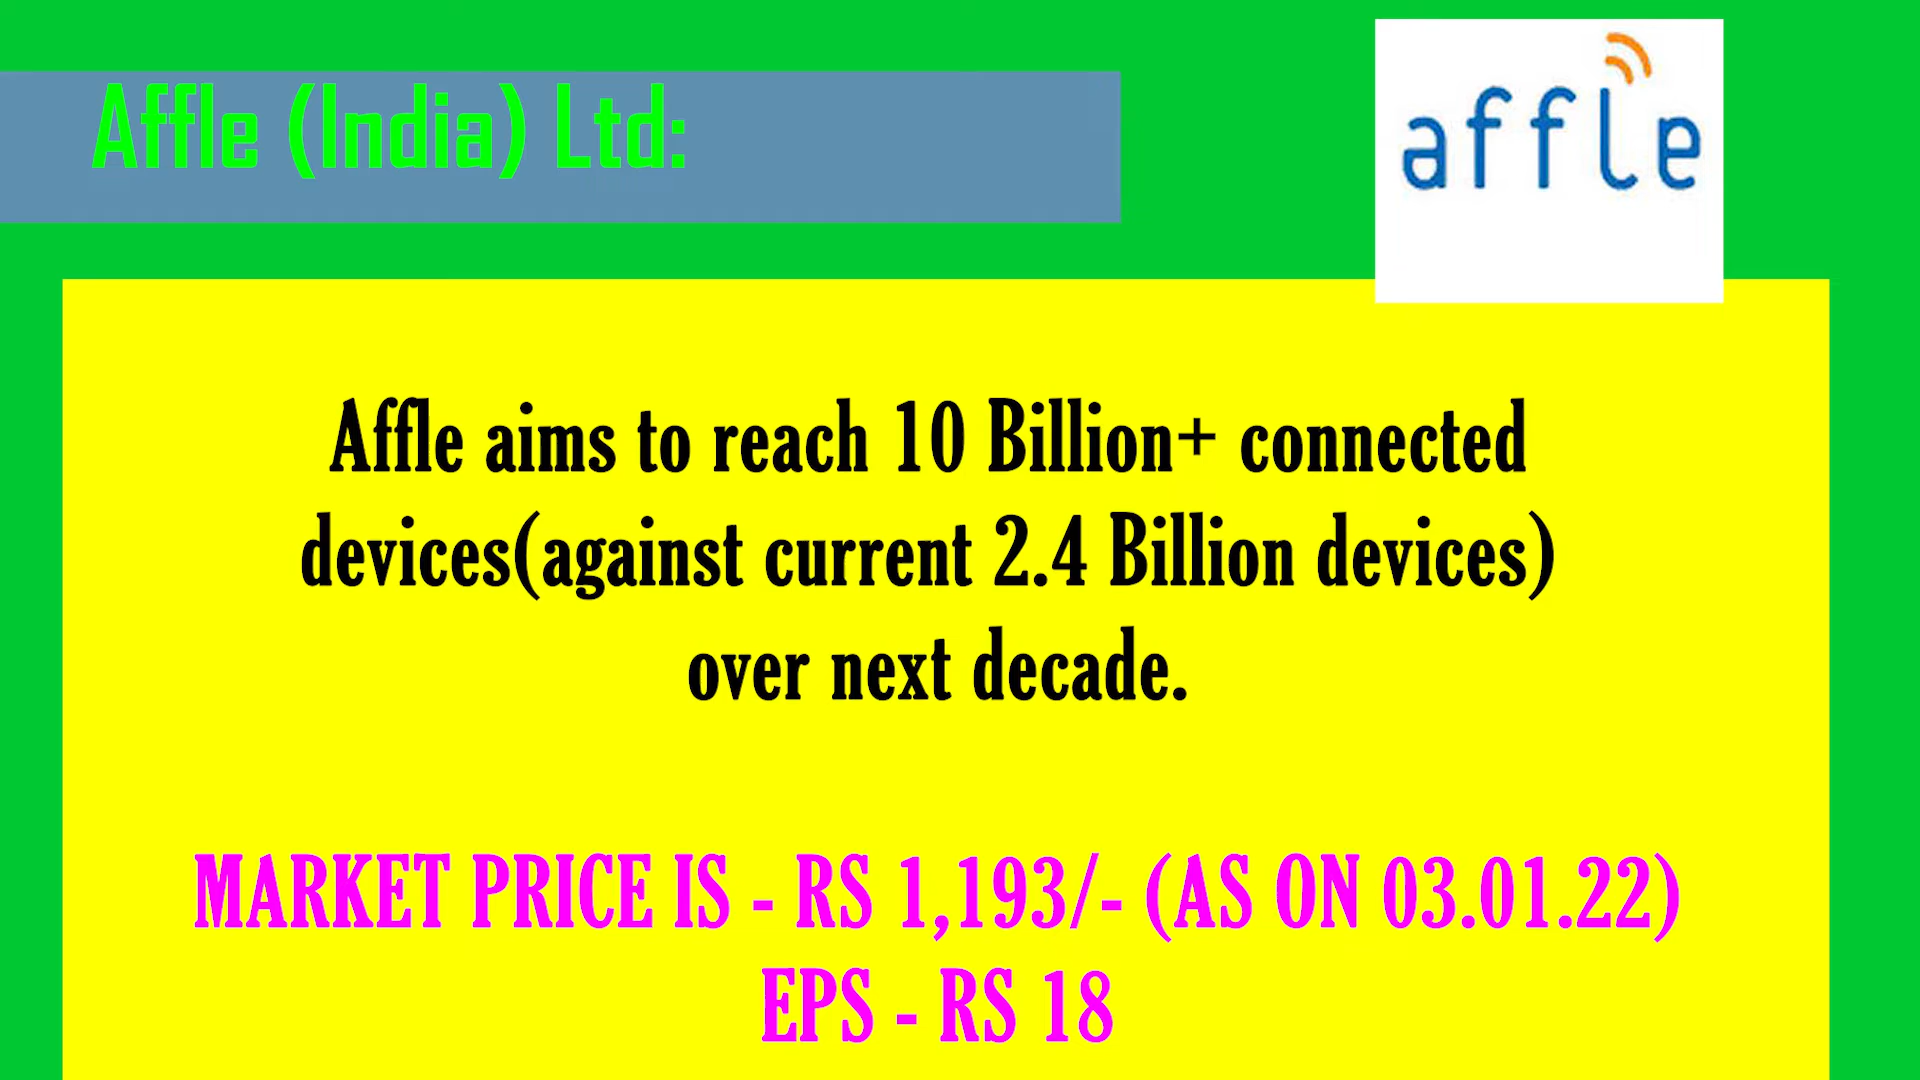 Affle (India) Ltd:
affle
Affle aims to reach 10 Billion+ connected
devices(against current 2.4 Billion devices)
over next decade.
MARKET PRICE IS - RS 1,193/- (AS ON 03.01.22)
EPS - RS 18